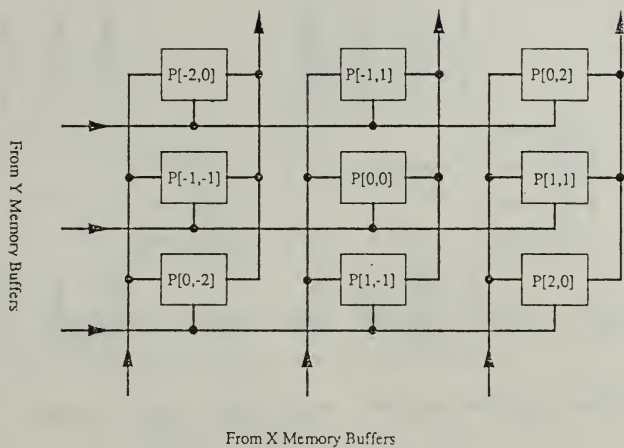 P[-2,0] P[-1,1] P[0,2]
P[-1,-1] P[0,0] P[1,1]
P[0,-2] P[1,-1] P[2,0]
From Y Memory Buffers
From X Memory Buffers